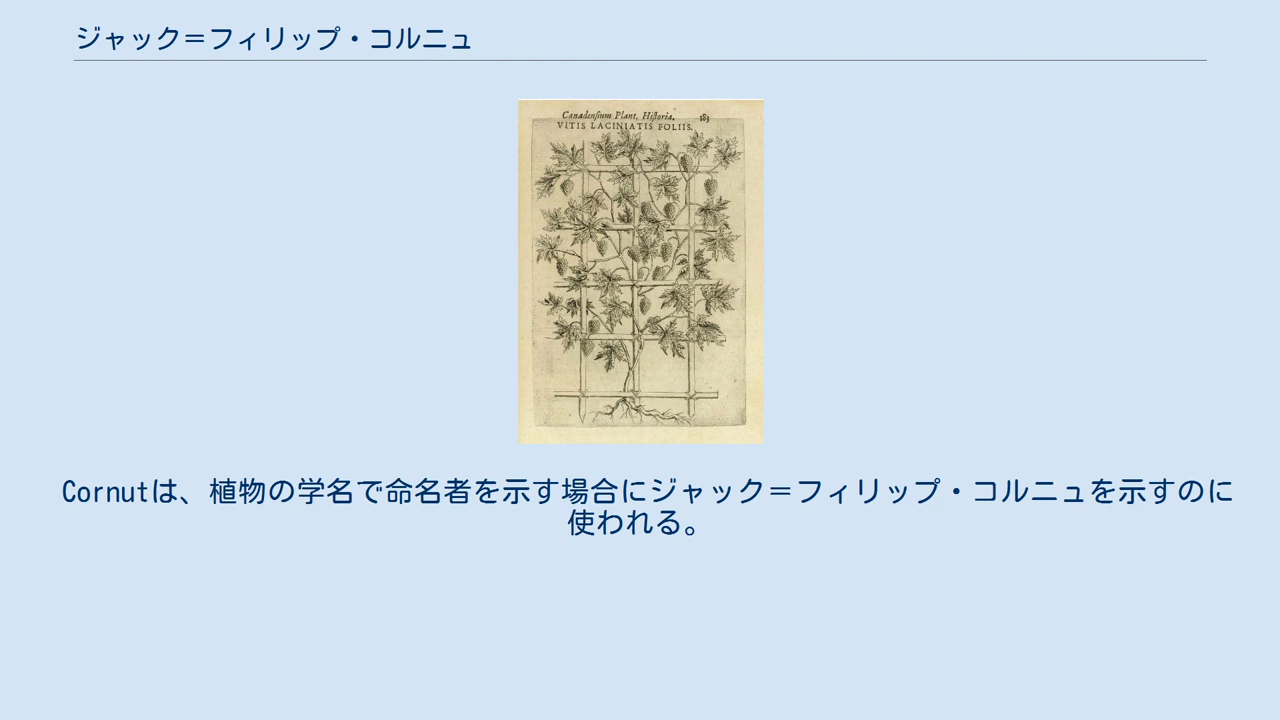 ジャック＝フィリップ・コルニュ
Canadensium Plant. Historia. 183
VITIS LACINIATIS FOLIIS.
Cornutは、植物の学名で命名者を示す場合にジャック＝フィリップ・コルニュを示すのに
使われる。